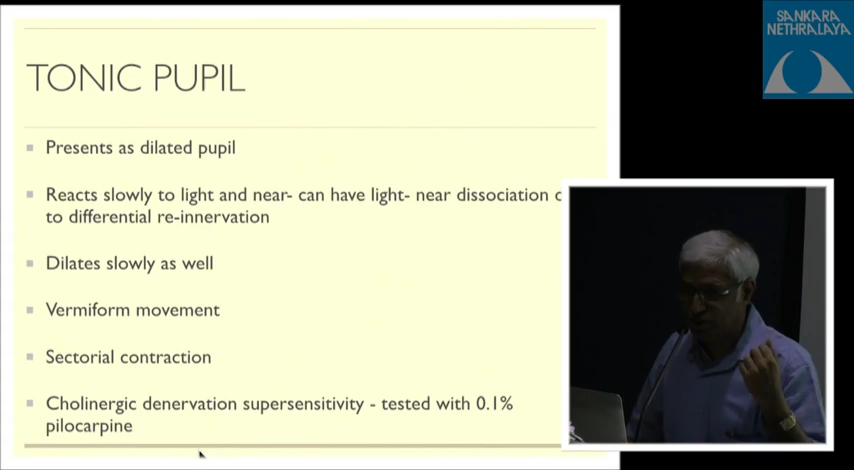 SANKARA
NETHRALAYA
TONIC PUPIL
Presents as dilated pupil
Reacts slowly to light and near- can have light- near dissociation
to differential re-innervation
Dilates slowly as well
Vermiform movement
Sectorial contraction
Cholinergic denervation supersensitivity - tested with 0.1%
pilocarpine